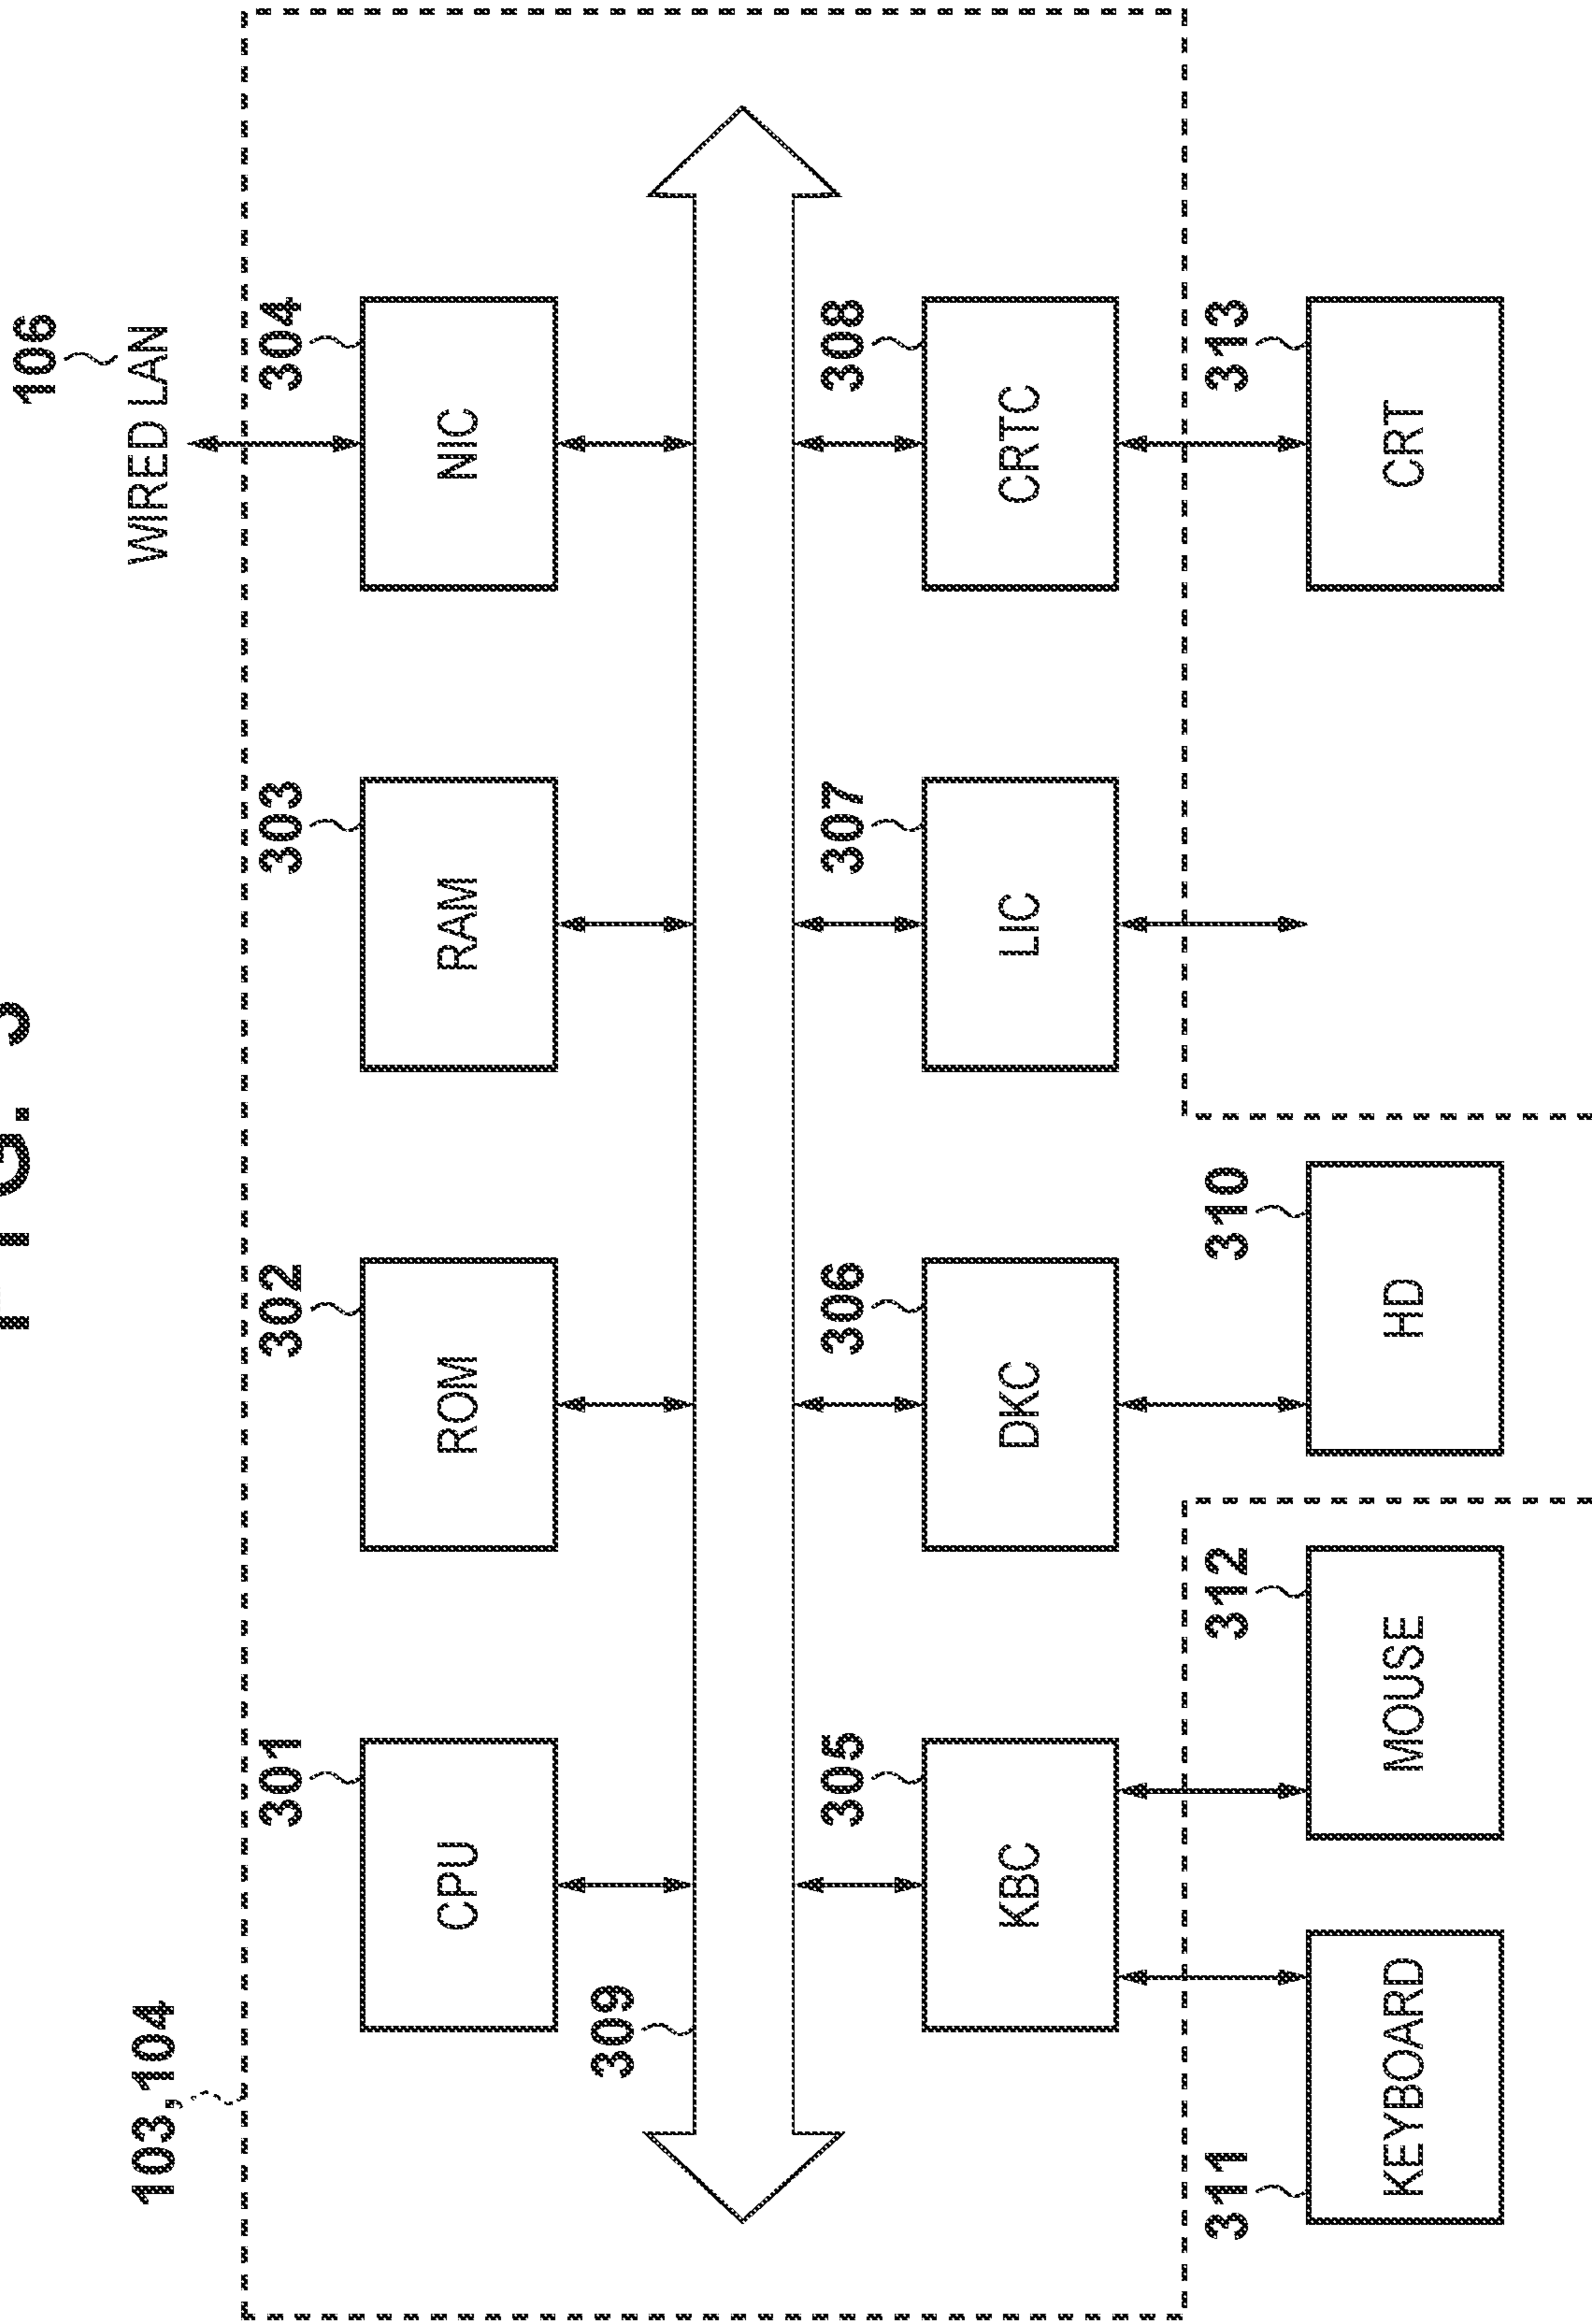 FIG. 3
103,104
106
WIRED LAN
301
302
303
304
CPU
ROM
RAM
NIC
309
305
306
307
308
KBC
DKC
LIC
CRTC
311
312
310
313
KEYBOARD
MOUSE
HD
CRT